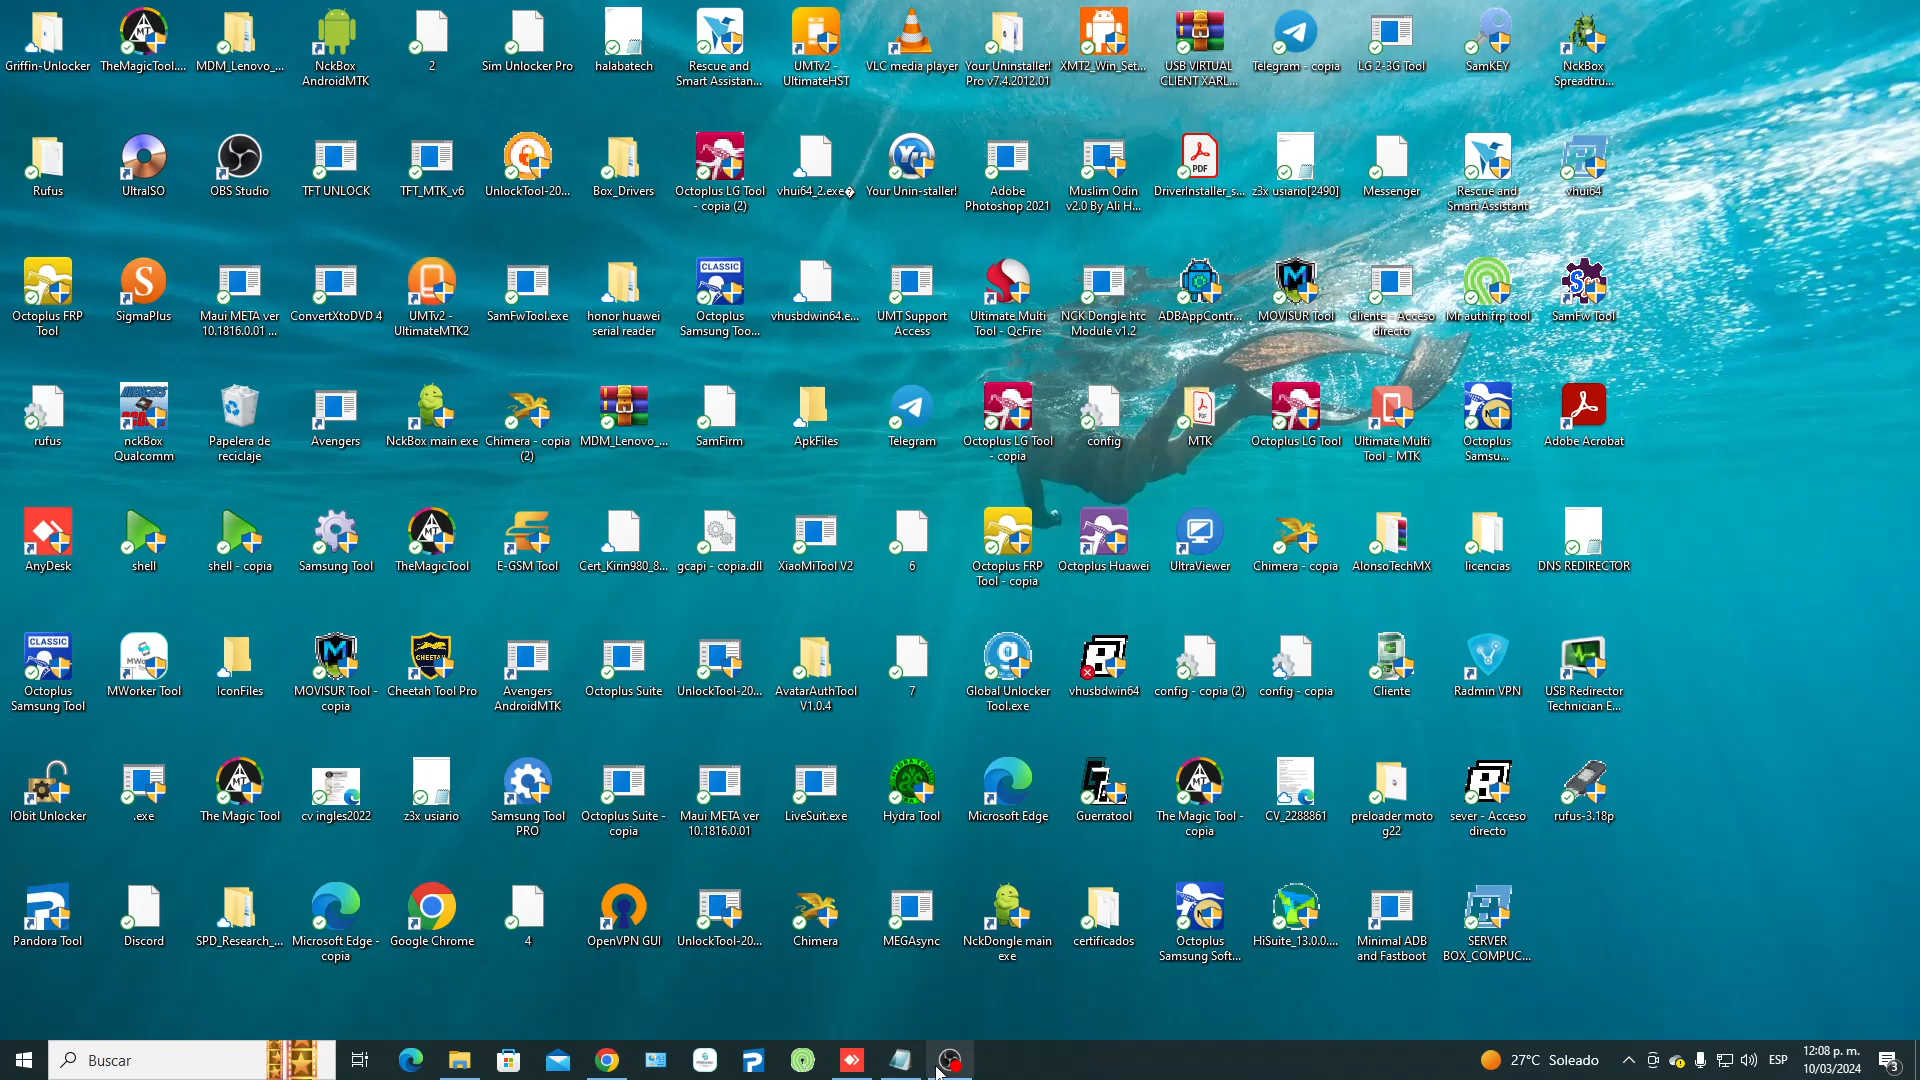 Griffin-Unlocker
TheMagicTool....
MDM_Lenovo_...
NckBox
AndroidMTK
2
Sim Unlocker Pro
halabatech
Rescue and
Smart Assistan...
UMTv2 -
UltimateHST
VLC media player
Your Uninstaller!
Pro v7.4.2012.01
XMT2_Win_Set...
USB VIRTUAL
CLIENT XARL...
Telegram - copia
LG 2-3G Tool
SamKEY
NckBox
Spreadtru...
Rufus
UltraISO
OBS Studio
TFT UNLOCK
TFT_MTK_v6
UnlockTool-20...
Box_Drivers
Octoplus LG Tool
- copia (2)
vhui64_2.exe�
Your Unin-staller!
Adobe
Photoshop 2021
Muslim Odin
v2.0 By Ali H...
PDF
DriverInstaller_s...
z3x usiario[2490]
Messenger
Rescue and
Smart Assistant
vhui64
Octoplus FRP
Tool
SigmaPlus
Maui META ver
10.1816.0.01 ...
ConvertXtoDVD 4
UMTv2 -
UltimateMTK2
SamFwTool.exe
honor huawei
serial reader
CLASSIC
Octoplus
Samsung Too...
vhusbdwin64.e...
UMT Support
Access
Ultimate Multi
Tool - QcFire
NCK Dongle htc
Module v1.2
ADBAppContr...
MOVISUR Tool
Cliente - Acceso
directo
Mr auth frp tool
SamFw Tool
rufus
nckBox
Qualcomm
Papelera de
reciclaje
Avengers
NckBox main exe
Chimera - copia
(2)
MDM_Lenovo_...
SamFirm
ApkFiles
Telegram
Octoplus LG Tool
- copia
config
MTK
Octoplus LG Tool
Ultimate Multi
Tool - MTK
Octoplus
Samsu...
Adobe Acrobat
AnyDesk
shell
shell - copia
Samsung Tool
TheMagicTool
E-GSM Tool
Cert_Kirin980_8...
gcapi - copia.dll
XiaoMiTool V2
6
Octoplus FRP
Tool - copia
Octoplus Huawei
UltraViewer
Chimera - copia
AlonsoTechMX
licencias
DNS REDIRECTOR
CLASSIC
Octoplus
Samsung Tool
MWorker Tool
IconFiles
MOVISUR Tool -
copia
CHEETAH
Cheetah Tool Pro
Avengers
AndroidMTK
Octoplus Suite
UnlockTool-20...
AvatarAuthTool
V1.0.4
7
Global Unlocker
Tool.exe
vhusbdwin64
config - copia (2)
config - copia
Cliente
Radmin VPN
USB Redirector
Technician E...
IObit Unlocker
.exe
The Magic Tool
cv ingles2022
z3x usiario
Samsung Tool
PRO
Octoplus Suite -
copia
Maui META ver
10.1816.0.01
LiveSuit.exe
Hydra Tool
Microsoft Edge
Guerratool
The Magic Tool -
copia
CV_2288861
preloader moto
g22
sever - Acceso
directo
rufus-3.18p
Pandora Tool
Discord
SPD_Research_...
Microsoft Edge -
copia
Google Chrome
4
OpenVPN GUI
UnlockTool-20...
Chimera
MEGAsync
NckDongle main
exe
certificados
Octoplus
Samsung Soft...
HiSuite_13.0.0....
Minimal ADB
and Fastboot
SERVER
BOX_COMPUC...
Buscar
27°C Soleado
ESP
12:08 p. m.
10/03/2024
3